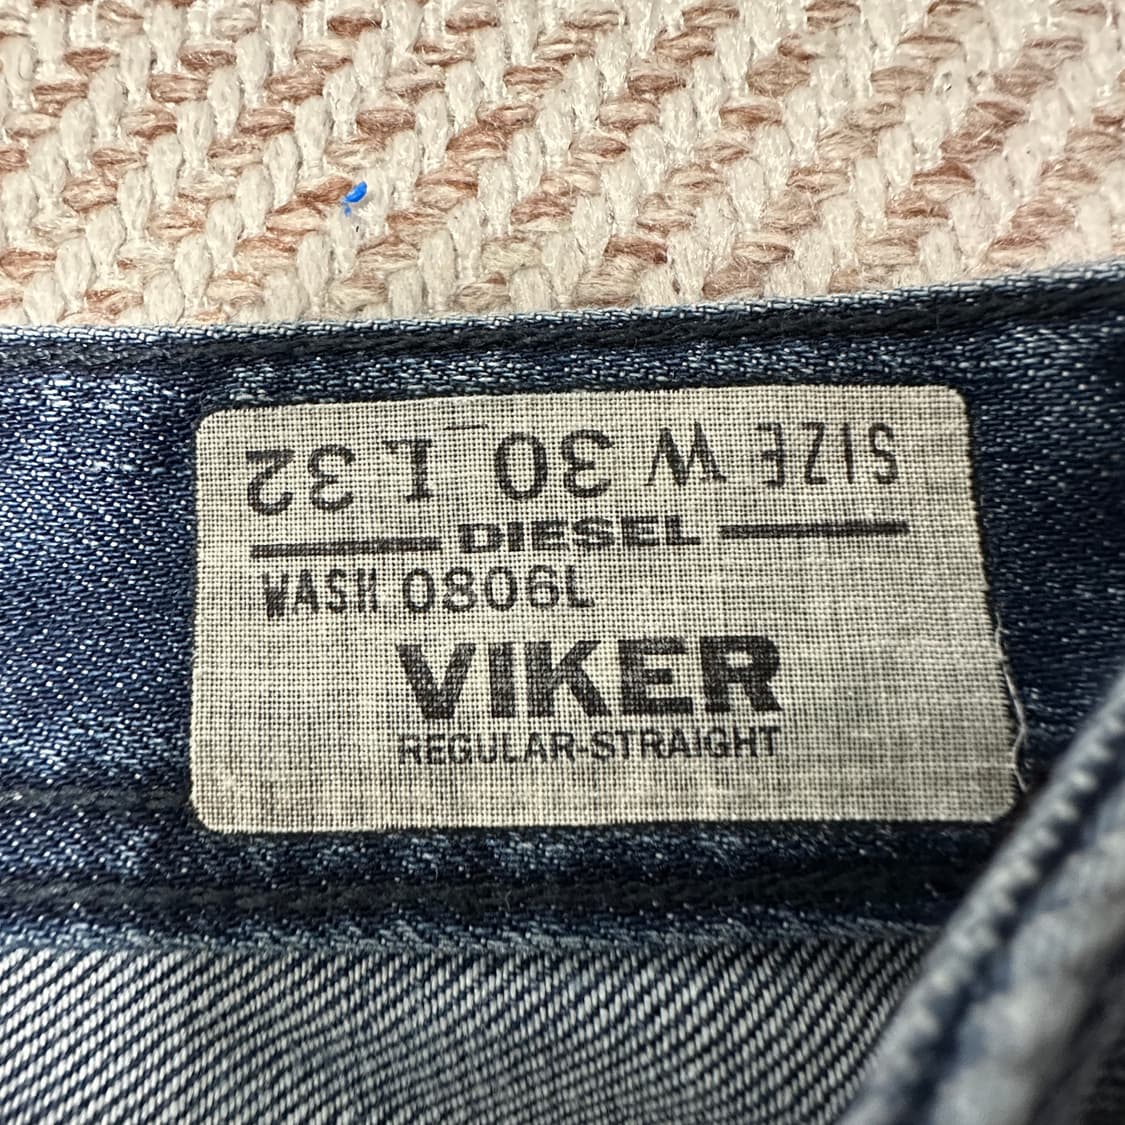 SIZE W 30 L 32
DIESEL
WASH 0806L
VIKER
REGULAR-STRAIGHT